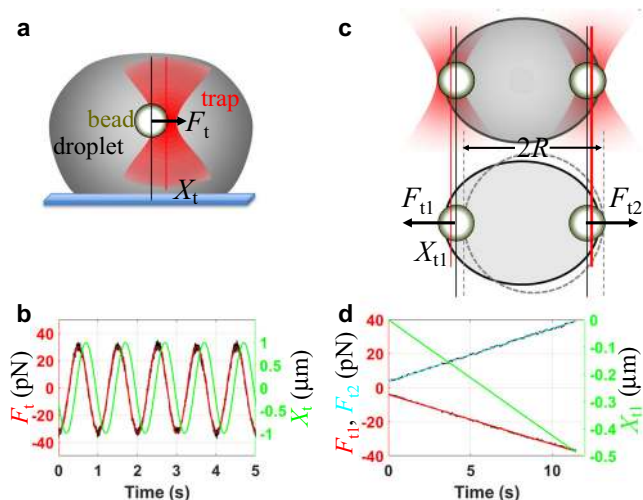 a
bead
droplet
trap
Ft
Xt
b
Ft (pN)
40
20
0
-20
-40
1
0.5
0
-0.5
-1
Xt (μm)
0 1 2 3 4 5
Time (s)
c
2R
Ft1
Ft2
Xt1
d
Ft1, Ft2 (pN)
40
20
0
-20
-40
0
-0.1
-0.2
-0.3
-0.4
-0.5
Xt1 (μm)
0 5 10
Time (s)